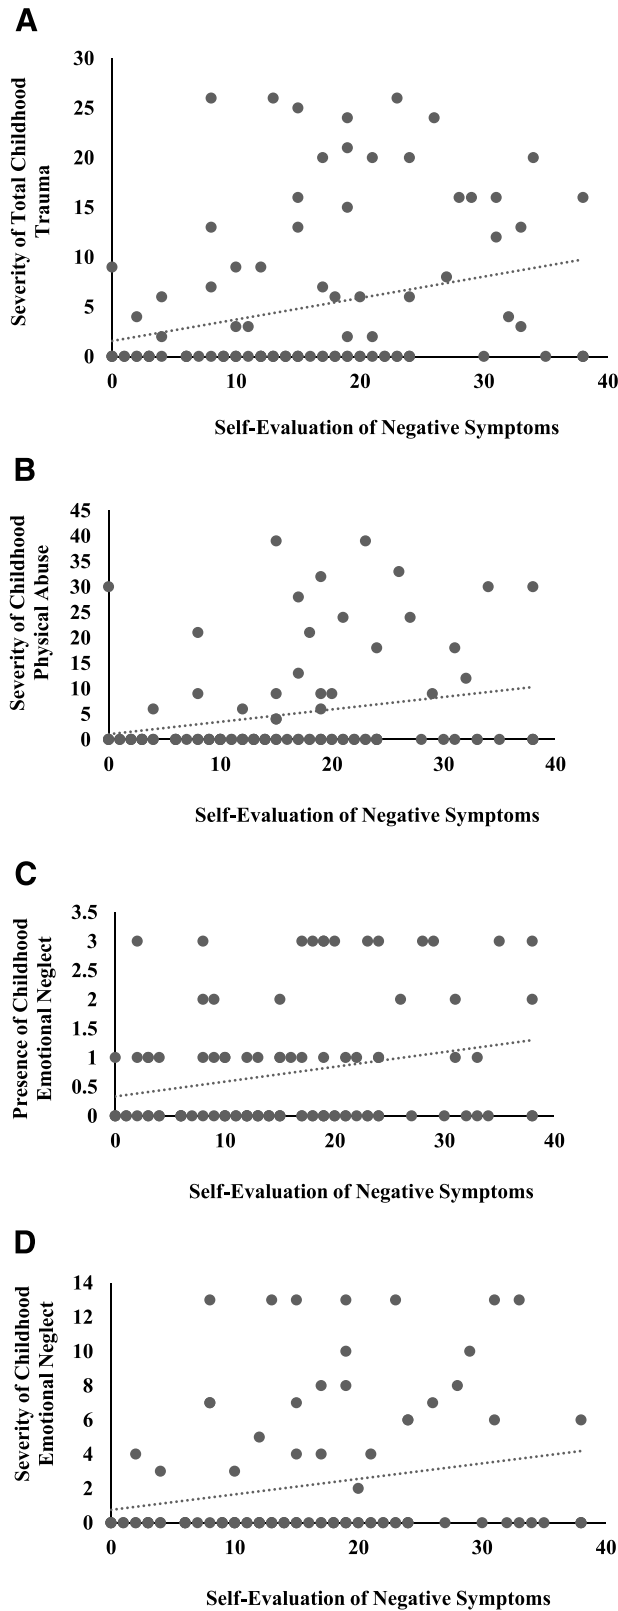 A
30
25
20
15
10
5
0
0 10 20 30 40
Severity of Total Childhood
Trauma
Self-Evaluation of Negative Symptoms
B
45
40
35
30
25
20
15
10
5
0
0 10 20 30 40
Severity of Childhood
Physical Abuse
Self-Evaluation of Negative Symptoms
C
3.5
3
2.5
2
1.5
1
0.5
0
0 10 20 30 40
Presence of Childhood
Emotional Neglect
Self-Evaluation of Negative Symptoms
D
14
12
10
8
6
4
2
0
0 10 20 30 40
Severity of Childhood
Emotional Neglect
Self-Evaluation of Negative Symptoms